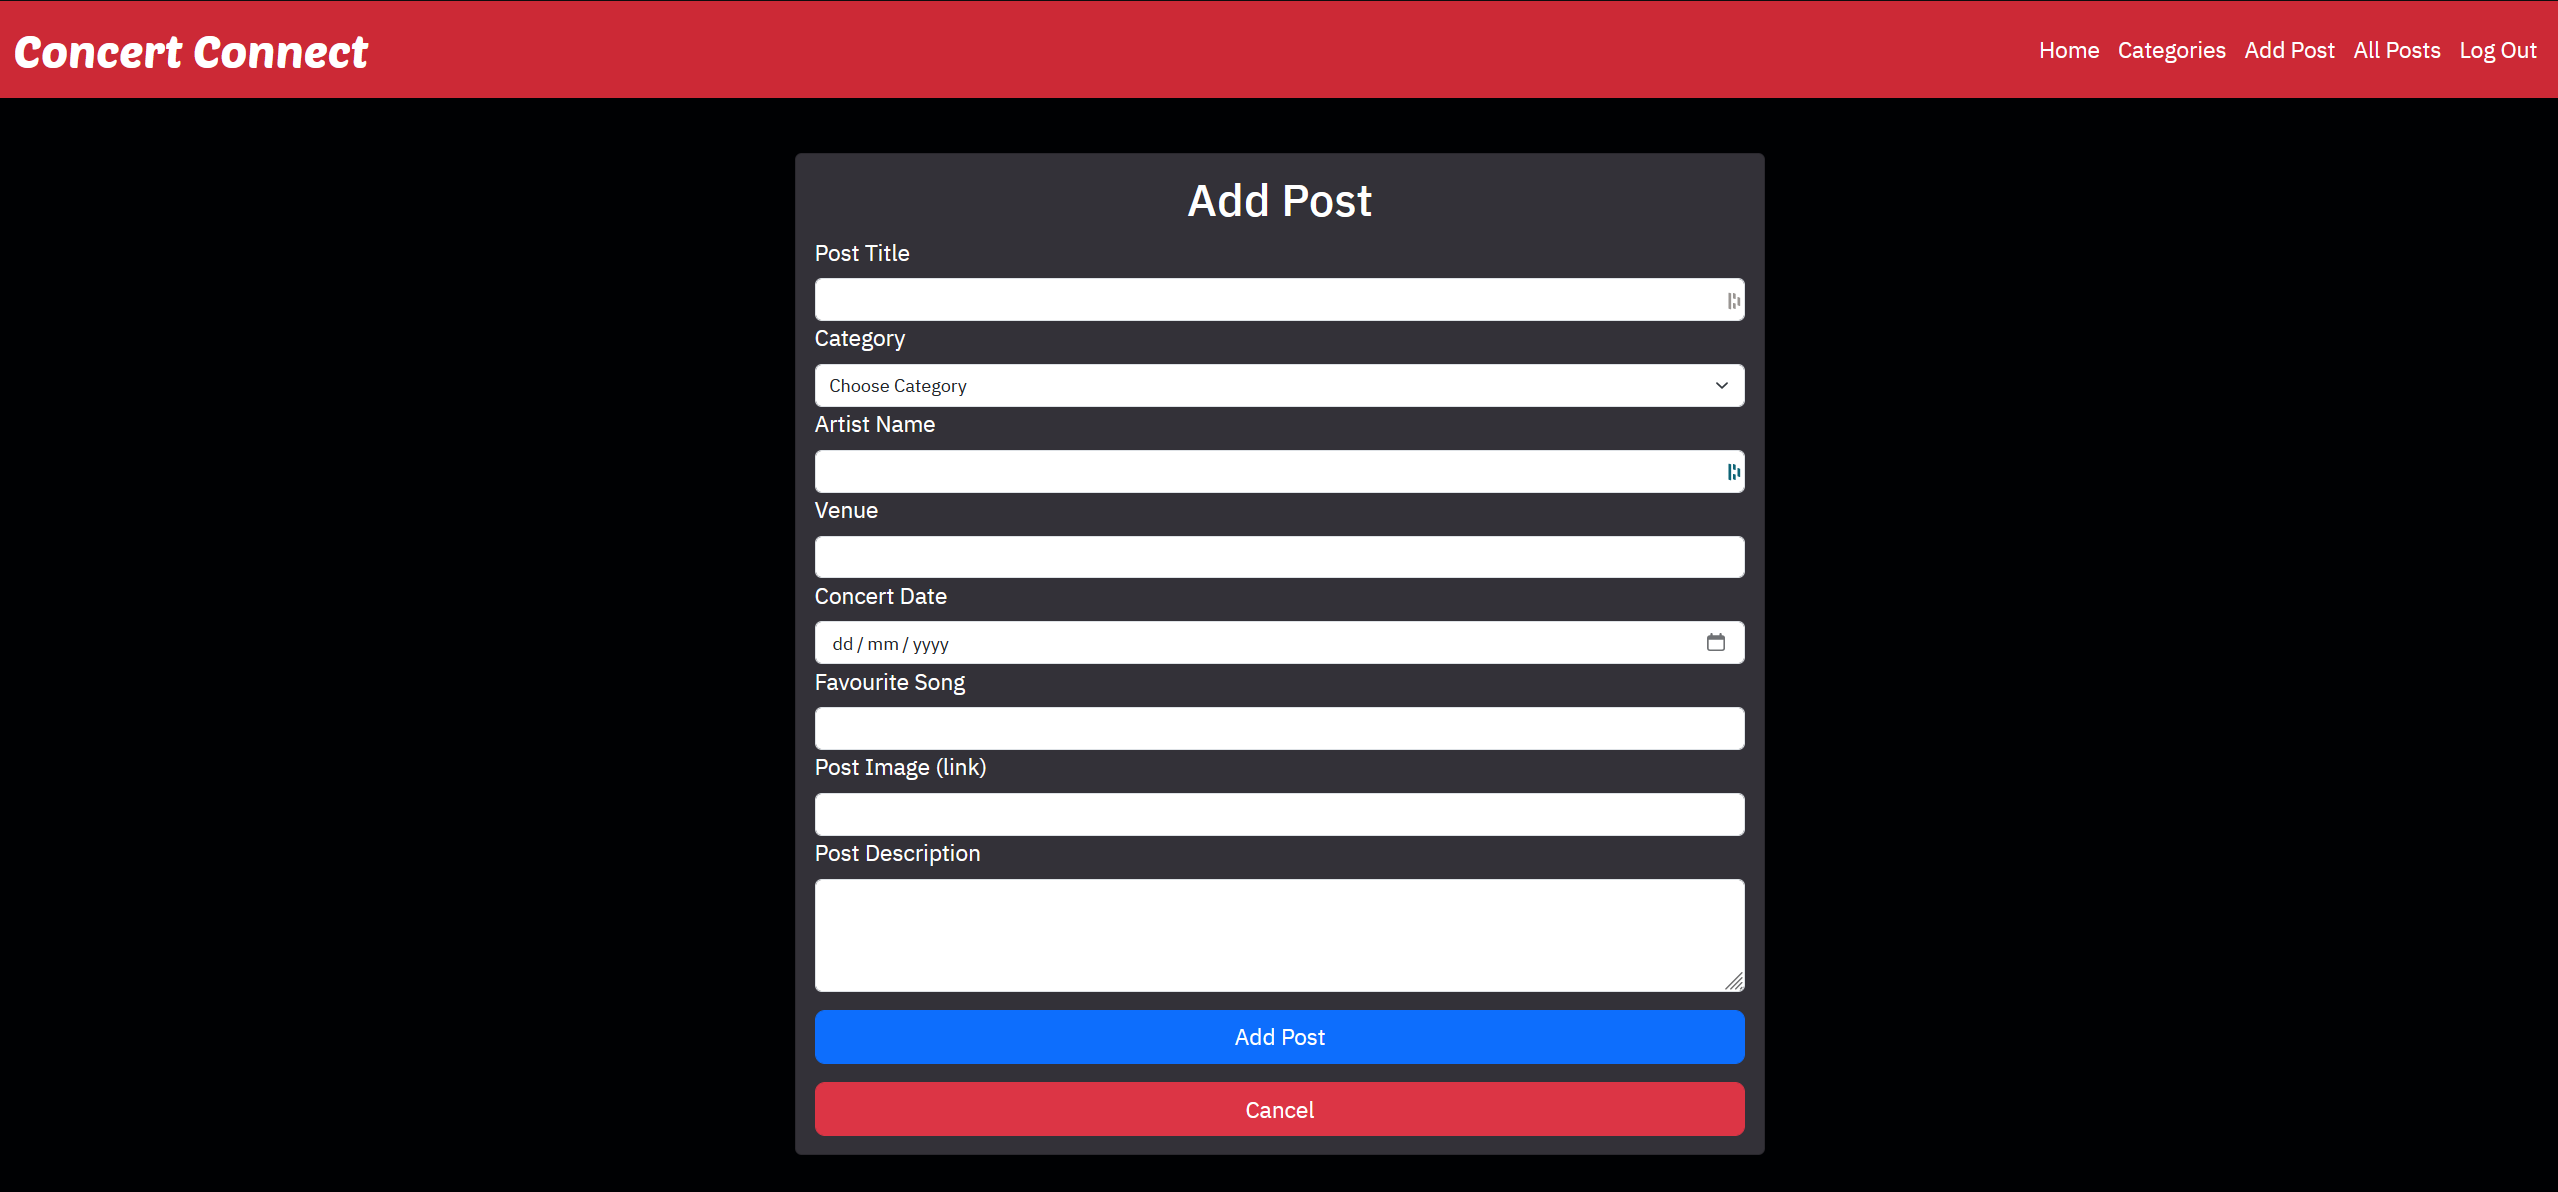 Concert Connect
Home Categories Add Post All Posts Log Out
Add Post
Post Title
Category
Choose Category
Artist Name
Venue
Concert Date
dd / mm / yyyy
Favourite Song
Post Image (link)
Post Description
Add Post
Cancel